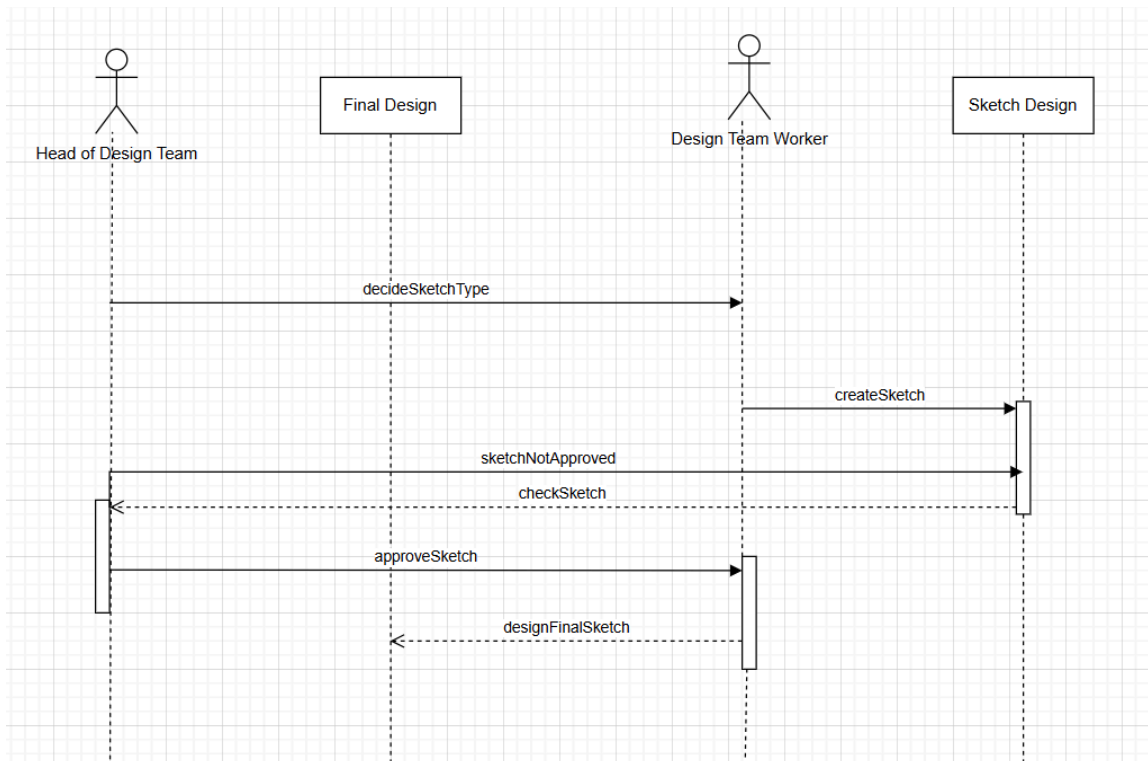 Final Design
Sketch Design
Design Team Worker
Head of Design Team
decideSketchType
createSketch
sketchNotApproved
checkSketch
approveSketch
designFinalSketch